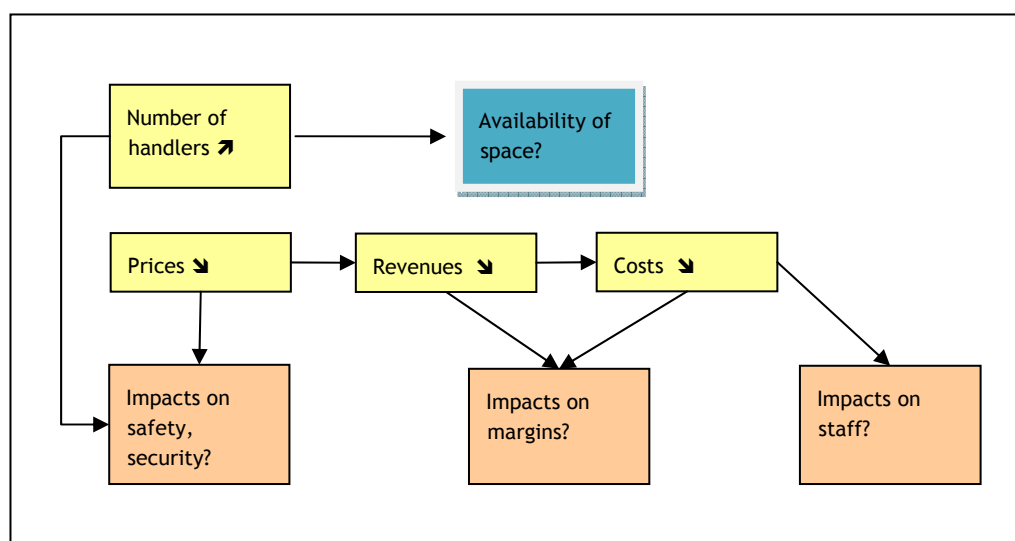 Number of
handlers ↗
Availability of
space?
Prices ↘
Revenues ↘
Costs ↘
Impacts on
safety,
security?
Impacts on
margins?
Impacts on
staff?